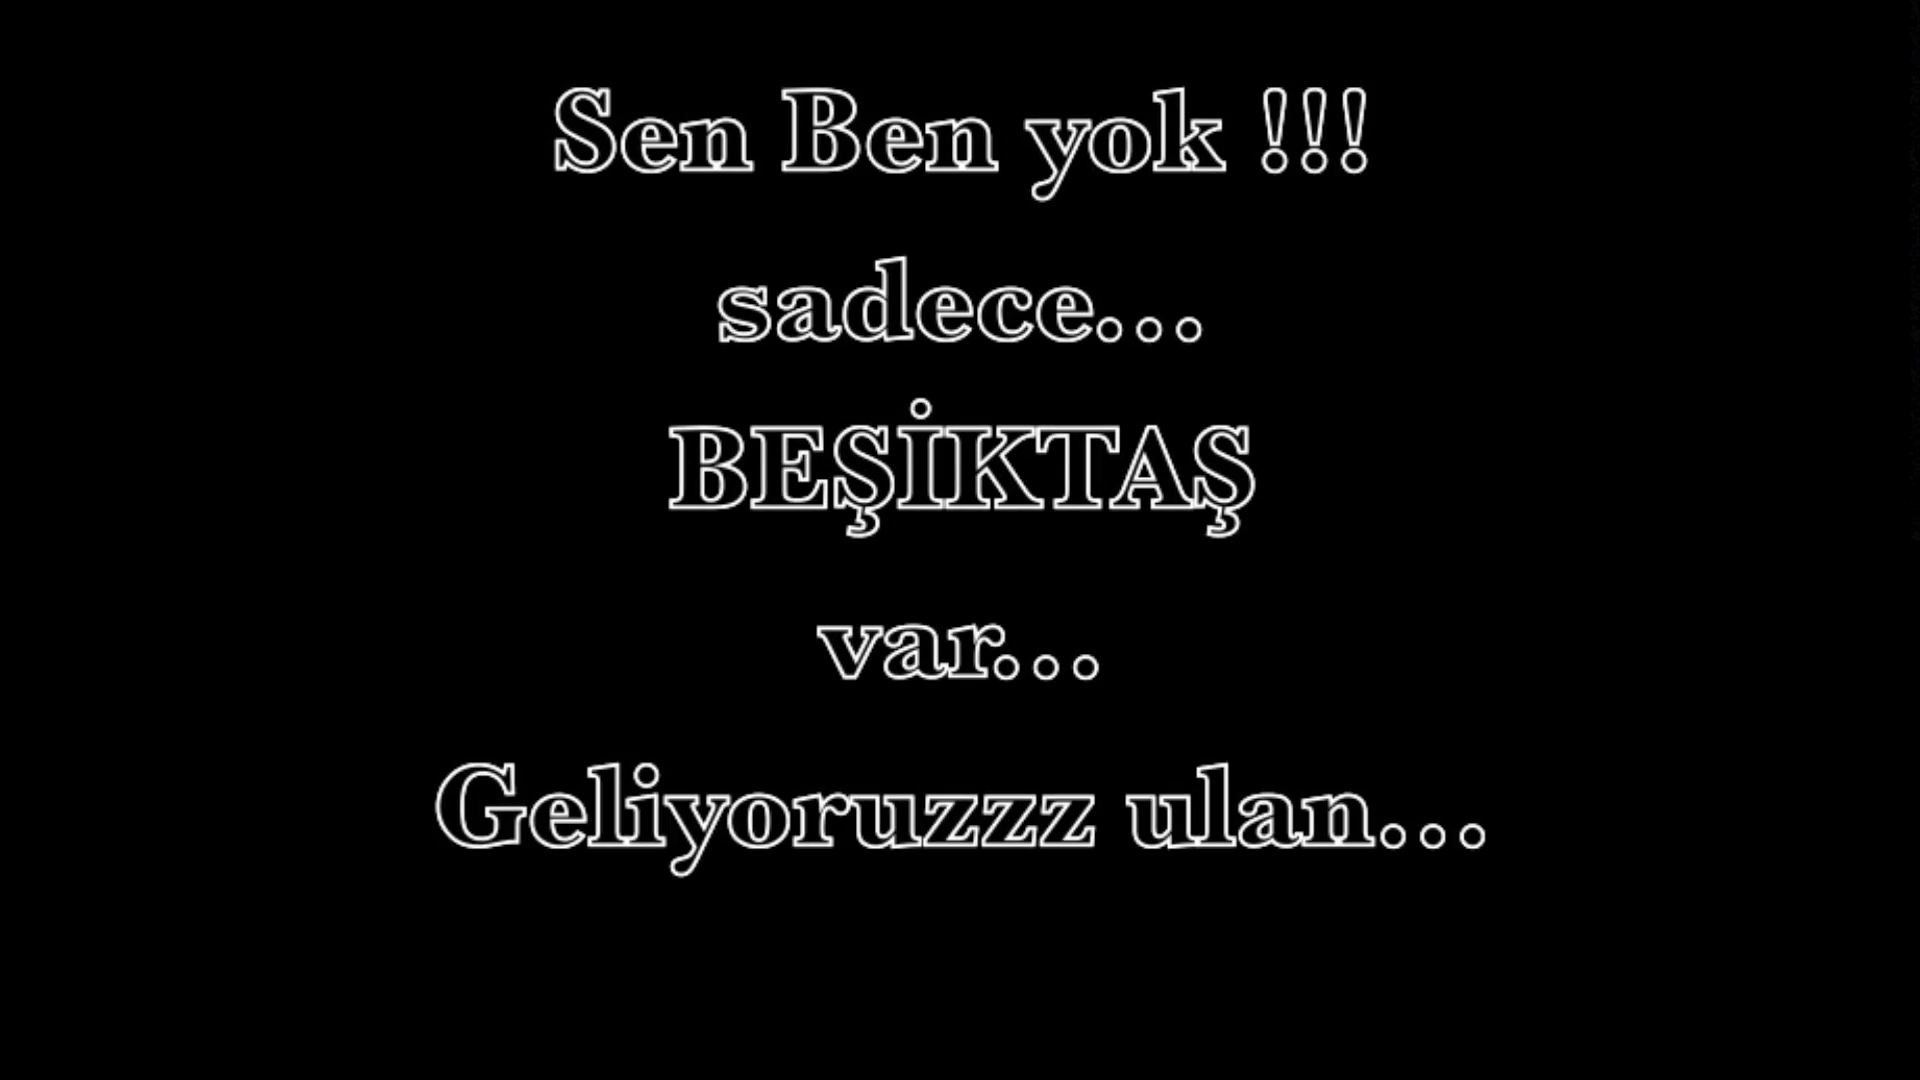 Sen Ben yok !!!
sadece...
BEŞİKTAŞ
var...
Geliyoruzzz ulan...